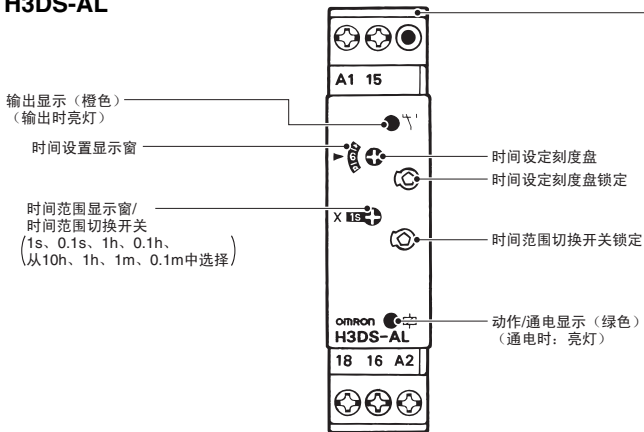 H3DS-AL
A1 15
输出显示（橙色）
（输出时亮灯）
时间设置显示窗
6
时间设定刻度盘
时间设定刻度盘锁定
时间范围显示窗/
时间范围切换开关
(1s、0.1s、1h、0.1h、
从10h、1h、1m、0.1m中选择)
X 1S
时间范围切换开关锁定
OMRON
H3DS-AL
动作/通电显示（绿色）
（通电时：亮灯）
18 16 A2